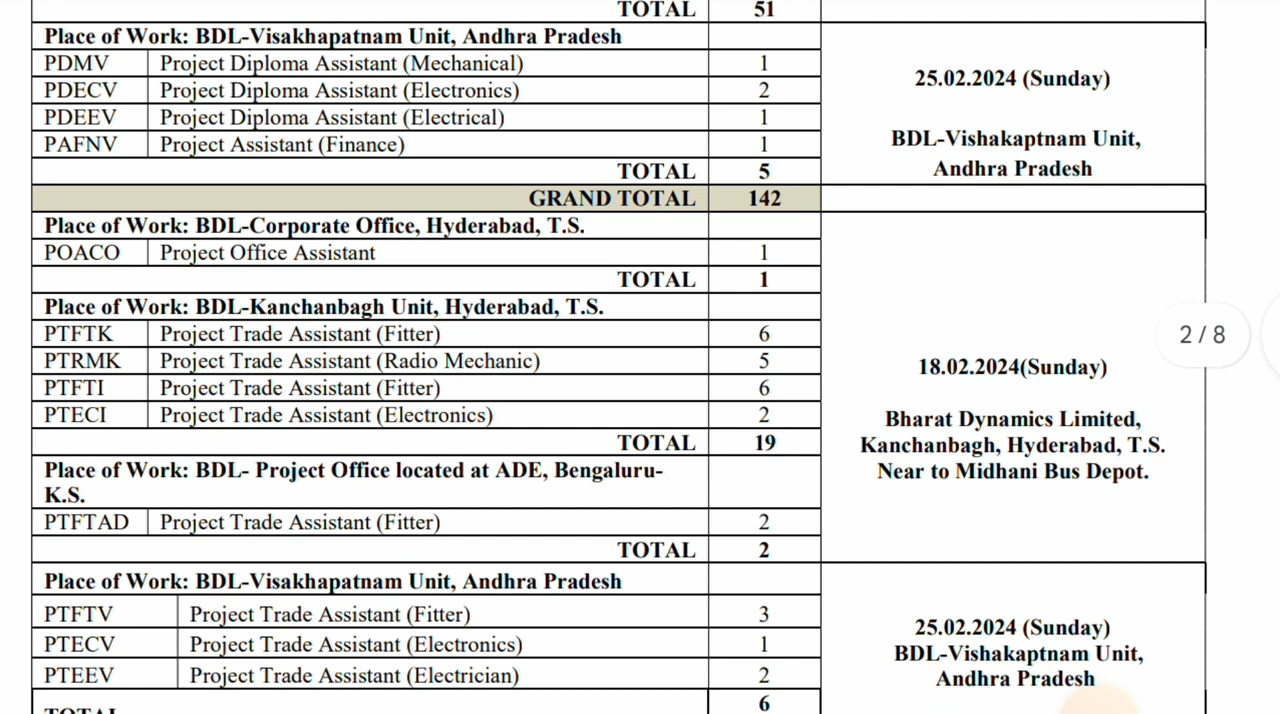 TOTAL 51
Place of Work: BDL-Visakhapatnam Unit, Andhra Pradesh
PDMV Project Diploma Assistant (Mechanical) 1
PDECV Project Diploma Assistant (Electronics) 2
PDEEV Project Diploma Assistant (Electrical) 1
PAFNV Project Assistant (Finance) 1
TOTAL 5
25.02.2024 (Sunday)
BDL-Vishakaptnam Unit,
Andhra Pradesh
GRAND TOTAL 142
Place of Work: BDL-Corporate Office, Hyderabad, T.S.
POACO Project Office Assistant 1
TOTAL 1
Place of Work: BDL-Kanchanbagh Unit, Hyderabad, T.S.
PTFTK Project Trade Assistant (Fitter) 6
PTRMK Project Trade Assistant (Radio Mechanic) 5
PTFTI Project Trade Assistant (Fitter) 6
PTECI Project Trade Assistant (Electronics) 2
TOTAL 19
Place of Work: BDL- Project Office located at ADE, Bengaluru-
K.S.
PTFTAD Project Trade Assistant (Fitter) 2
TOTAL 2
18.02.2024(Sunday)
Bharat Dynamics Limited,
Kanchanbagh, Hyderabad, T.S.
Near to Midhani Bus Depot.
2 / 8
Place of Work: BDL-Visakhapatnam Unit, Andhra Pradesh
PTFTV Project Trade Assistant (Fitter) 3
PTECV Project Trade Assistant (Electronics) 1
PTEEV Project Trade Assistant (Electrician) 2
TOTAL 6
25.02.2024 (Sunday)
BDL-Vishakaptnam Unit,
Andhra Pradesh